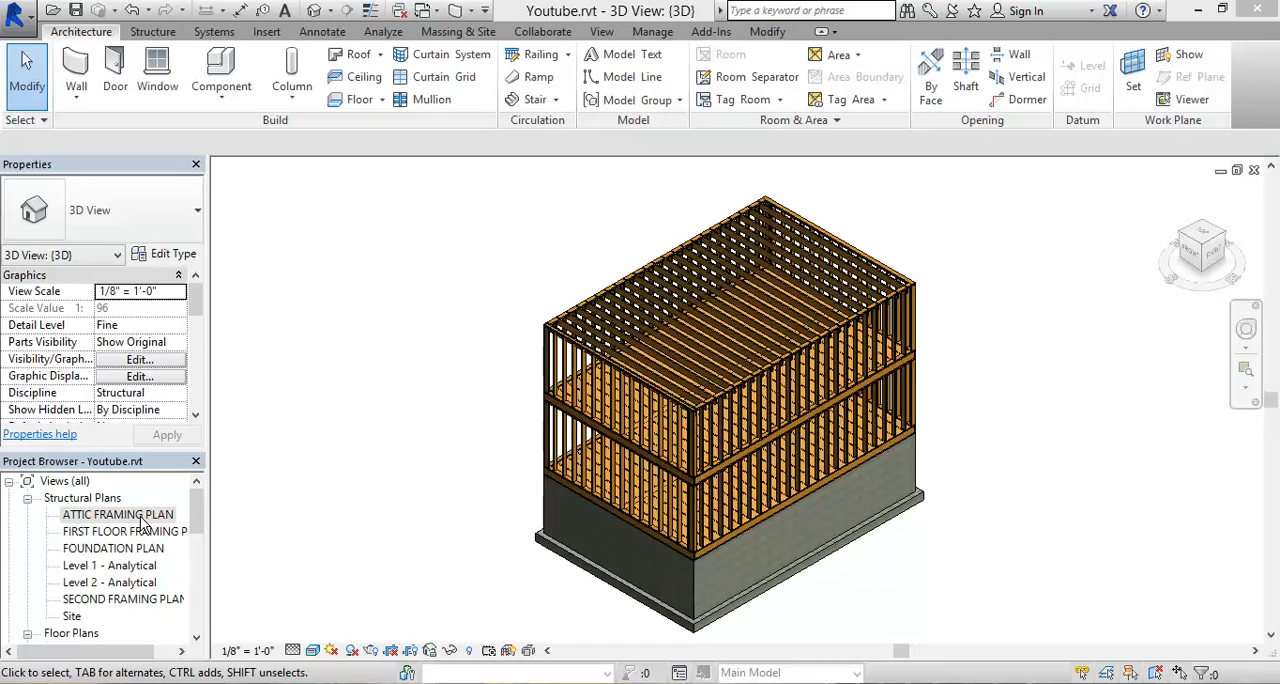 Youtube.rvt - 3D View: {3D}
Type a keyword or phrase
Sign In
Architecture Structure Systems Insert Annotate Analyze Massing & Site Collaborate View Manage Add-Ins Modify
Modify
Wall
Door
Window
Component
Column
Roof
Ceiling
Floor
Curtain System
Curtain Grid
Mullion
Railing
Ramp
Stair
Model Text
Model Line
Model Group
Room
Room Separator
Tag Room
Area
Area Boundary
Tag Area
By Face
Shaft
Wall
Vertical
Dormer
Level
Grid
Set
Show
Ref Plane
Viewer
Select
Build
Circulation
Model
Room & Area
Opening
Datum
Work Plane
Properties
3D View
3D View: {3D}
Edit Type
Graphics
View Scale 1/8" = 1'-0"
Scale Value 1: 96
Detail Level Fine
Parts Visibility Show Original
Visibility/Graph... Edit...
Graphic Displa... Edit...
Discipline Structural
Show Hidden L... By Discipline
Properties help
Apply
Project Browser - Youtube.rvt
Views (all)
Structural Plans
ATTIC FRAMING PLAN
FIRST FLOOR FRAMING P
FOUNDATION PLAN
Level 1 - Analytical
Level 2 - Analytical
SECOND FRAMING PLAN
Site
Floor Plans
1/8" = 1'-0"
Click to select, TAB for alternates, CTRL adds, SHIFT unselects.
:0
Main Model
:0